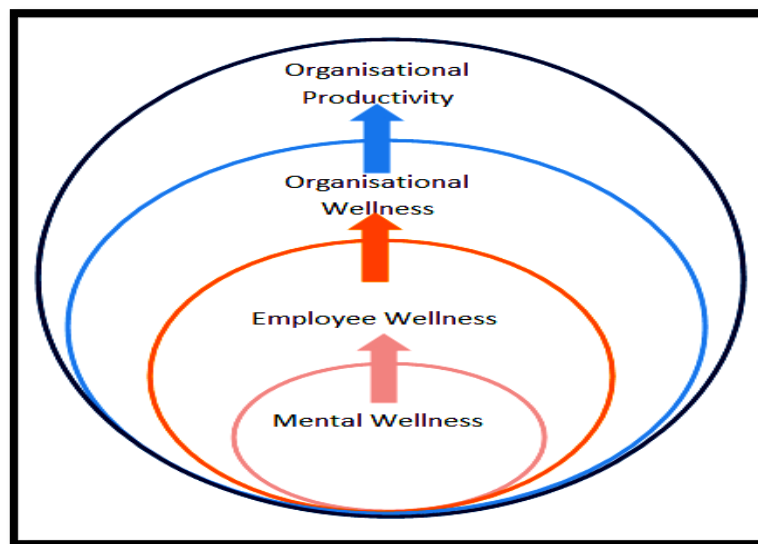 Organisational
Productivity
Organisational
Wellness
Employee Wellness
Mental Wellness